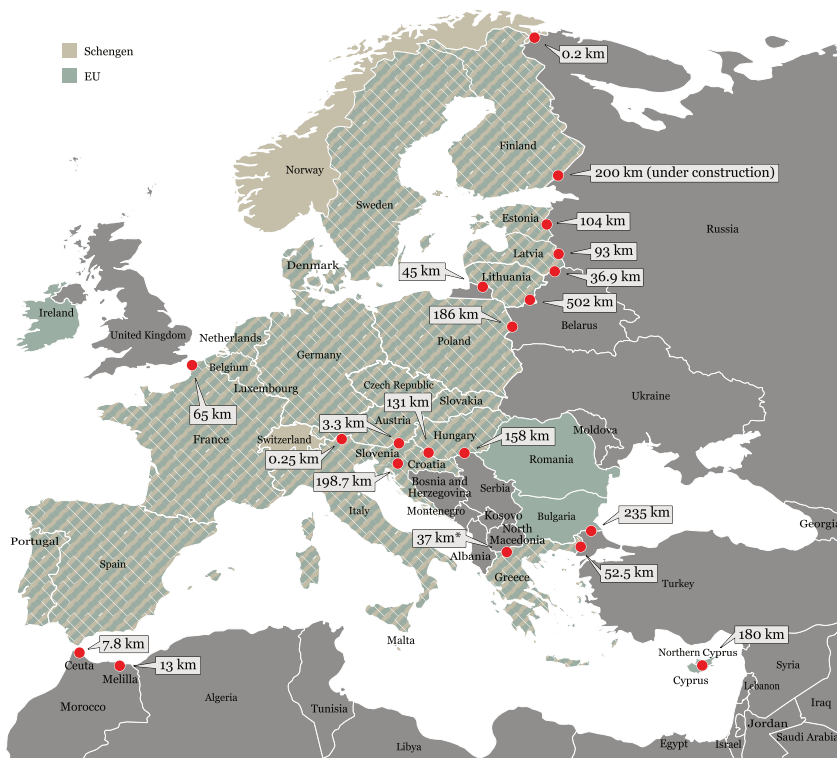 Schengen
EU
0.2 km
Norway
Finland
200 km (under construction)
Sweden
Estonia
104 km
Russia
Latvia
93 km
Denmark
45 km
Lithuania
36.9 km
502 km
Ireland
186 km
Belarus
United Kingdom
Netherlands
Poland
Germany
Belgium
Luxembourg
Czech Republic
Ukraine
Slovakia
65 km
131 km
3.3 km
Austria
Moldova
France
Switzerland
Hungary
158 km
0.25 km
Slovenia
Croatia
Romania
198.7 km
Bosnia and
Herzegovina
Serbia
Italy
Montenegro
Kosovo
Bulgaria
235 km
Georgia
North
Macedonia
37 km*
Portugal
Albania
Spain
Greece
52.5 km
Turkey
Malta
7.8 km
180 km
Northern Cyprus
Ceuta
13 km
Melilla
Cyprus
Syria
Lebanon
Morocco
Algeria
Tunisia
Iraq
Jordan
Libya
Egypt
Israel
Saudi Arabia